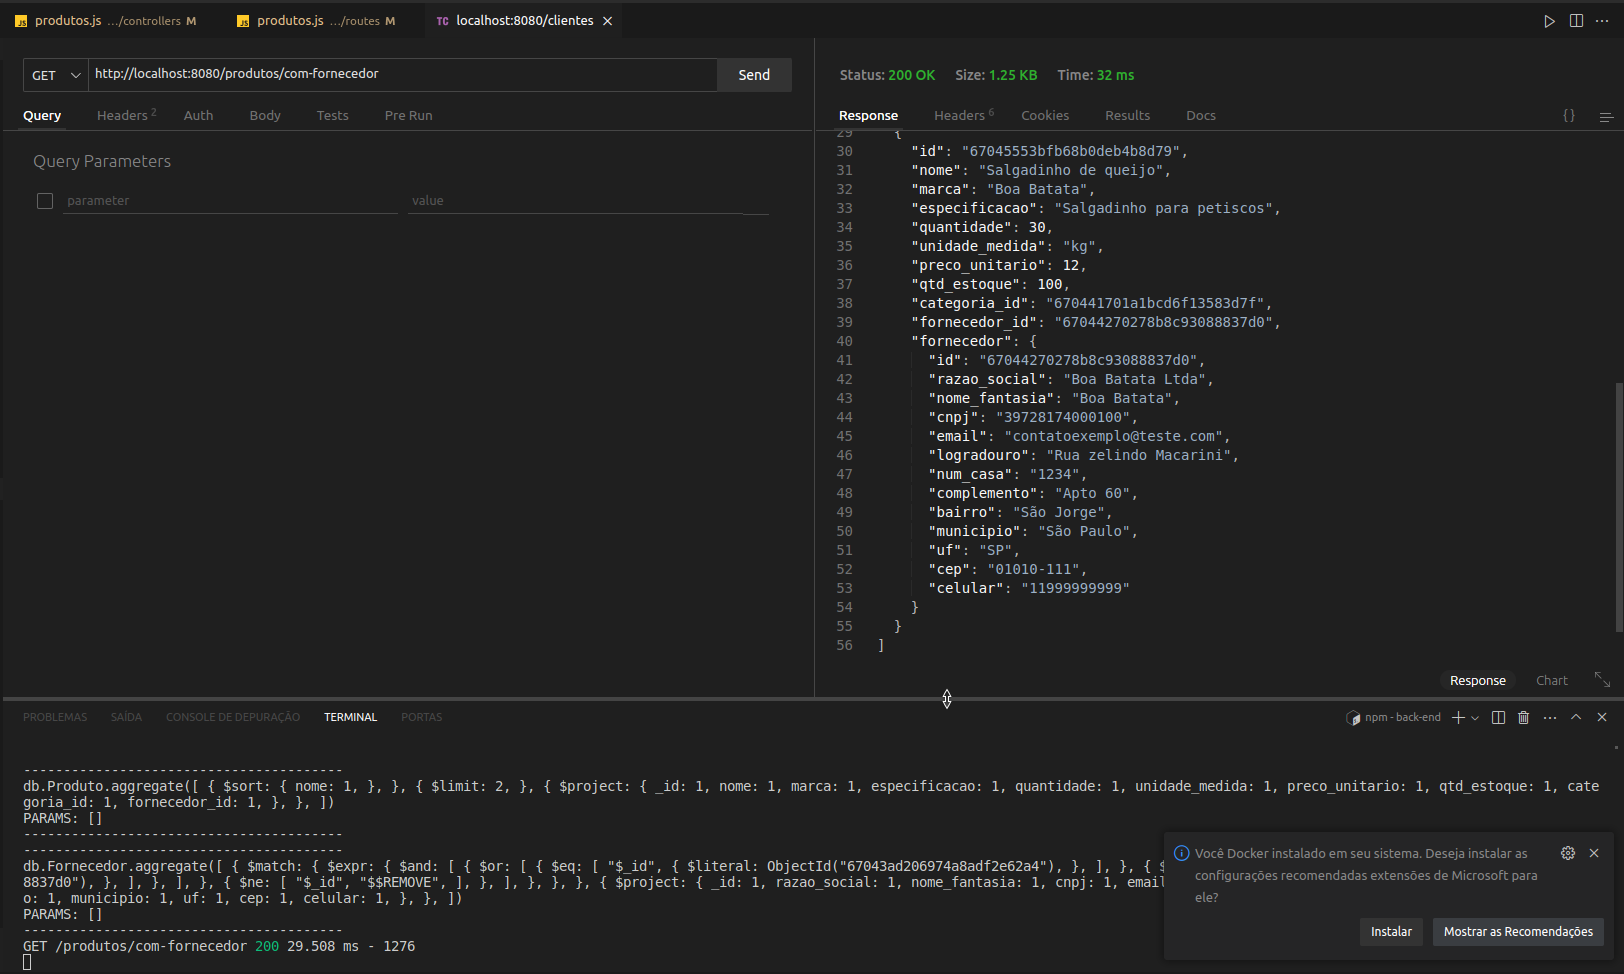 produtos.js .../controllers M
produtos.js .../routes M
TC localhost:8080/clientes
GET http://localhost:8080/produtos/com-fornecedor Send
Query Headers 2 Auth Body Tests Pre Run
Query Parameters
parameter value
Status: 200 OK Size: 1.25 KB Time: 32 ms
Response Headers 6 Cookies Results Docs {}
29 {
30 "id": "67045553bfb68b0deb4b8d79",
31 "nome": "Salgadinho de queijo",
32 "marca": "Boa Batata",
33 "especificacao": "Salgadinho para petiscos",
34 "quantidade": 30,
35 "unidade_medida": "kg",
36 "preco_unitario": 12,
37 "qtd_estoque": 100,
38 "categoria_id": "670441701a1bcd6f13583d7f",
39 "fornecedor_id": "67044270278b8c93088837d0",
40 "fornecedor": {
41 "id": "67044270278b8c93088837d0",
42 "razao_social": "Boa Batata Ltda",
43 "nome_fantasia": "Boa Batata",
44 "cnpj": "39728174000100",
45 "email": "contatoexemplo@teste.com",
46 "logradouro": "Rua zelindo Macarini",
47 "num_casa": "1234",
48 "complemento": "Apto 60",
49 "bairro": "São Jorge",
50 "municipio": "São Paulo",
51 "uf": "SP",
52 "cep": "01010-111",
53 "celular": "11999999999"
54 }
55 }
56 ]
Response Chart
PROBLEMAS SAÍDA CONSOLE DE DEPURAÇÃO TERMINAL PORTAS
npm - back-end
----------------------------------------
db.Produto.aggregate([ { $sort: { nome: 1, }, }, { $limit: 2, }, { $project: { _id: 1, nome: 1, marca: 1, especificacao: 1, quantidade: 1, unidade_medida: 1, preco_unitario: 1, qtd_estoque: 1, cate
goria_id: 1, fornecedor_id: 1, }, }, ])
PARAMS: []
----------------------------------------
----------------------------------------
db.Fornecedor.aggregate([ { $match: { $expr: { $and: [ { $or: [ { $eq: [ "$_id", { $literal: ObjectId("67043ad206974a8adf2e62a4"), }, ], }, { $
8837d0"), }, ], }, ], }, { $ne: [ "$_id", "$$REMOVE", ], }, ], }, }, }, { $project: { _id: 1, razao_social: 1, nome_fantasia: 1, cnpj: 1, email
o: 1, municipio: 1, uf: 1, cep: 1, celular: 1, }, }, ])
PARAMS: []
----------------------------------------
GET /produtos/com-fornecedor 200 29.508 ms - 1276
Você Docker instalado em seu sistema. Deseja instalar as
configurações recomendadas extensões de Microsoft para
ele?
Instalar Mostrar as Recomendações